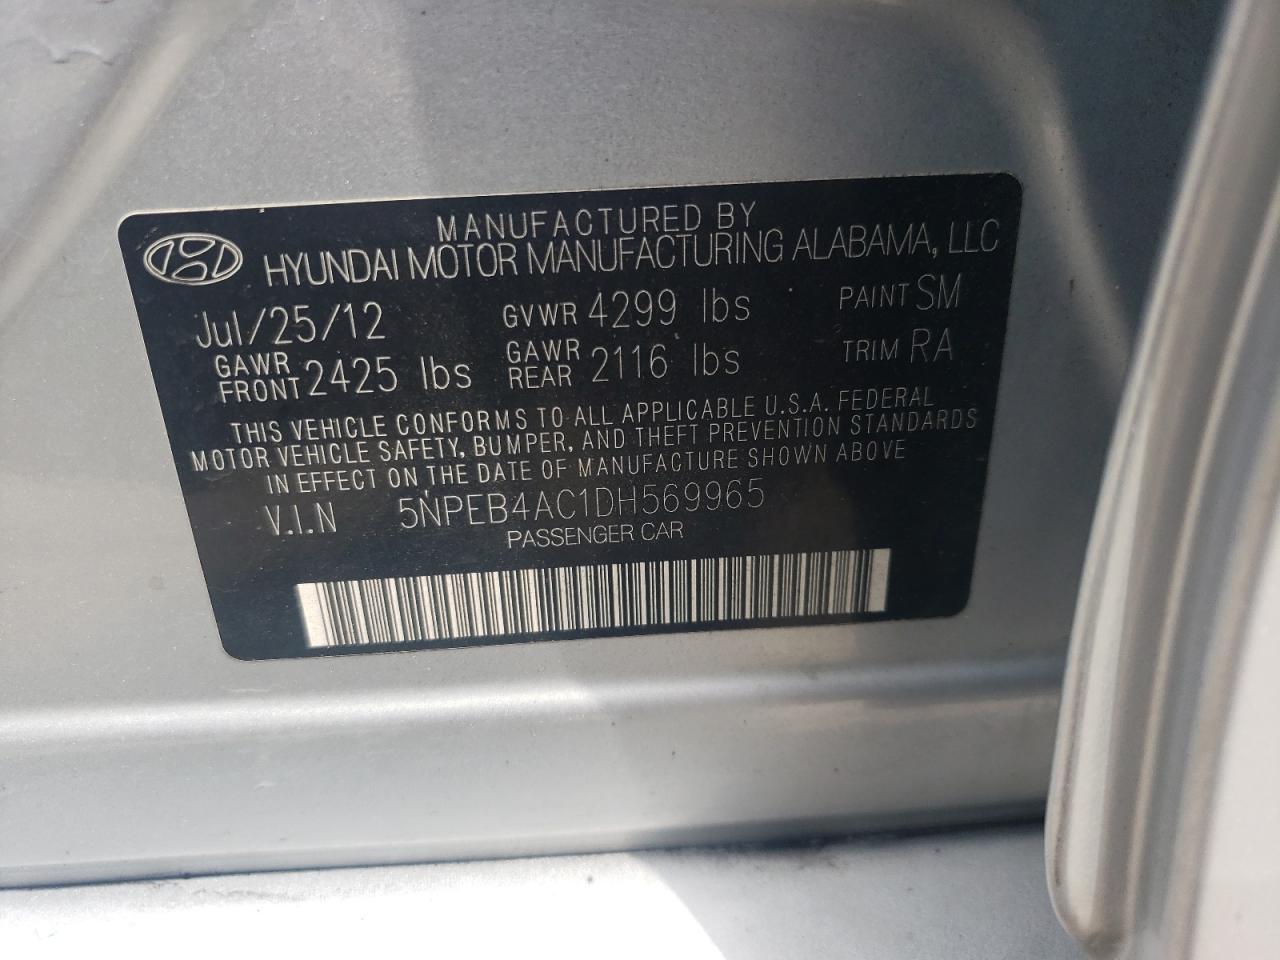 MANUFACTURED BY
HYUNDAI MOTOR MANUFACTURING ALABAMA, LLC
Jul/25/12 GVWR 4299 lbs PAINT SM
GAWR FRONT 2425 lbs GAWR REAR 2116 lbs TRIM RA
THIS VEHICLE CONFORMS TO ALL APPLICABLE U.S.A. FEDERAL
MOTOR VEHICLE SAFETY, BUMPER, AND THEFT PREVENTION STANDARDS
IN EFFECT ON THE DATE OF MANUFACTURE SHOWN ABOVE
V.I.N 5NPEB4AC1DH569965
PASSENGER CAR